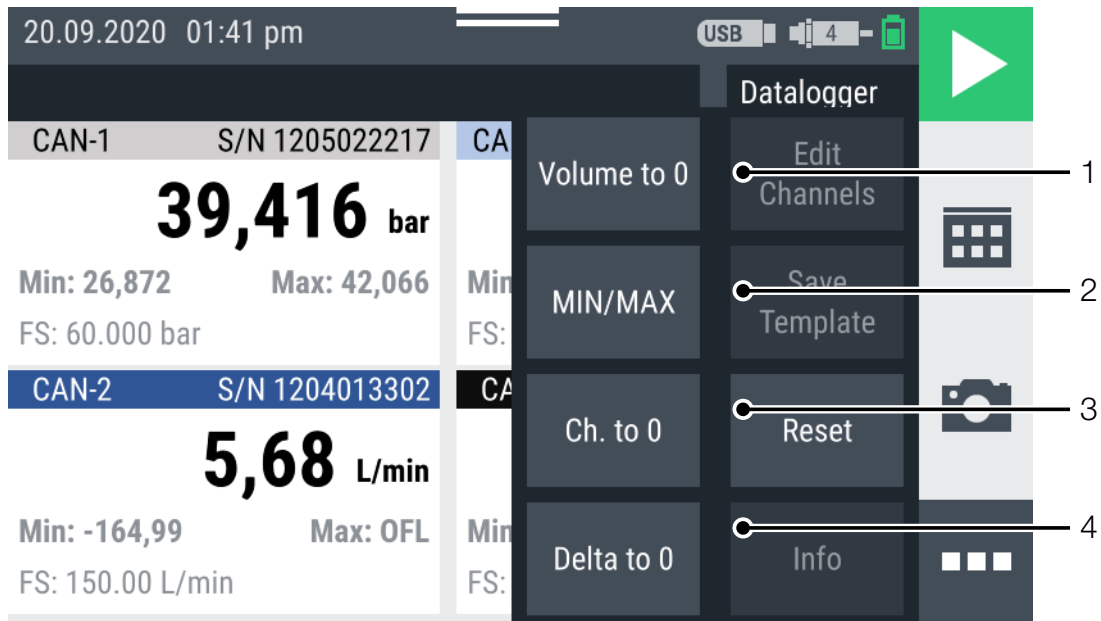 20.09.2020 01:41 pm
USB
4
Datalogger
CAN-1 S/N 1205022217
39,416 bar
Min: 26,872 Max: 42,066
FS: 60.000 bar
CAN-2 S/N 1204013302
5,68 L/min
Min: -164,99 Max: OFL
FS: 150.00 L/min
CA
Min
FS:
CA
Min
FS:
Volume to 0
MIN/MAX
Ch. to 0
Delta to 0
Edit
Channels
Save
Template
Reset
Info
1
2
3
4